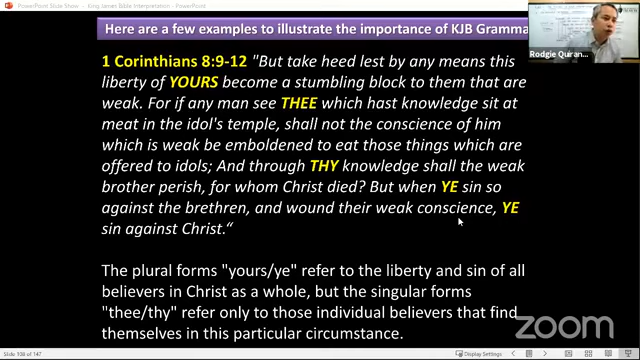 King James Bible Interpretation - PowerPoint
PowerPoint Slide Show -
Here are a few examples to illustrate the importance of KJB Gramma
Rodgie Quiran...
1 Corinthians 8:9-12 "But take heed lest by any means this
liberty of YOURS become a stumbling block to them that are
weak. For if any man see THEE which hast knowledge sit at
meat in the idol's temple, shall not the conscience of him
which is weak be emboldened to eat those things which are
offered to idols; And through THY knowledge shall the weak
brother perish, for whom Christ died? But when YE sin so
against the brethren, and wound their weak conscience, YE
sin against Christ.“
The plural forms "yours/ye" refer to the liberty and sin of all
believers in Christ as a whole, but the singular forms
"thee/thy" refer only to those individual believers that find
themselves in this particular circumstance.
zoom
Slide 108 of 147
Display Settings